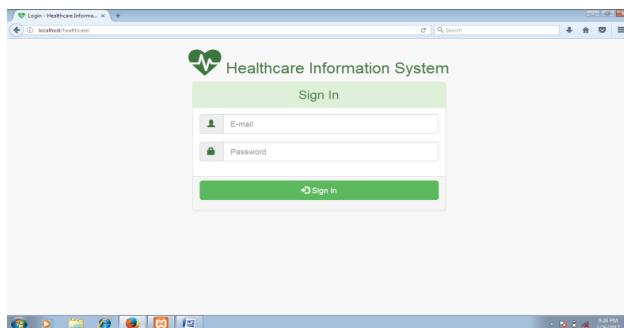 Login - Healthcare Informa...
localhost/healthcare/
Search
Healthcare Information System
Sign In
E-mail
Password
Sign In
9:26 PM